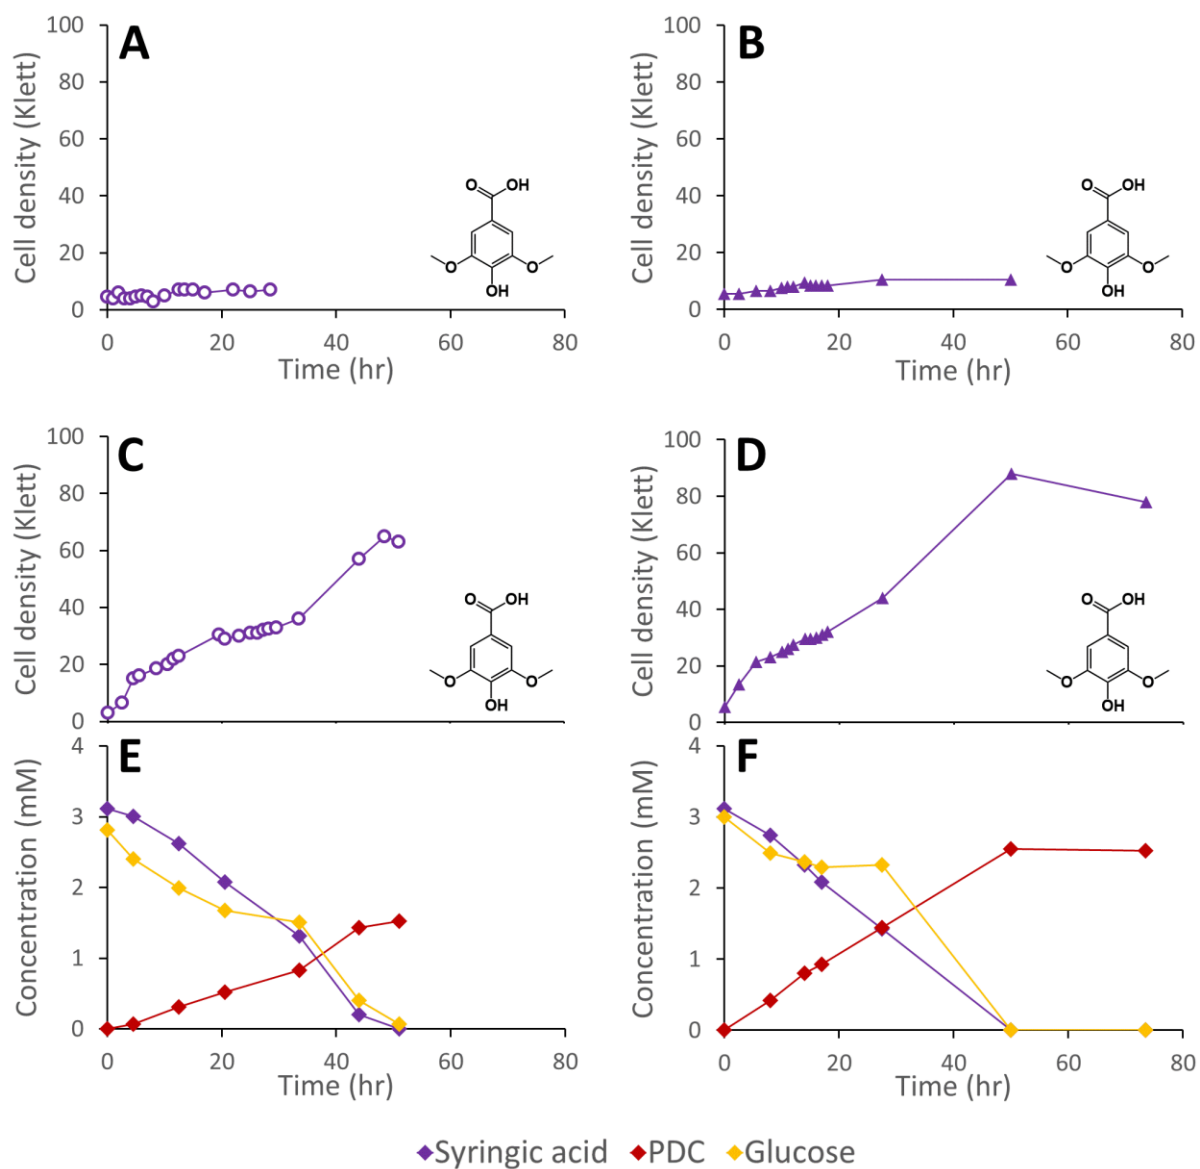 A
Cell density (Klett)
100
80
60
40
20
0
0 20 40 60 80
Time (hr)
O OH
O O
OH
B
Cell density (Klett)
100
80
60
40
20
0
0 20 40 60 80
Time (hr)
O OH
O O
OH
C
Cell density (Klett)
100
80
60
40
20
0
O OH
O O
OH
D
Cell density (Klett)
100
80
60
40
20
0
O OH
O O
OH
E
Concentration (mM)
4
3
2
1
0
0 20 40 60 80
Time (hr)
F
Concentration (mM)
4
3
2
1
0
0 20 40 60 80
Time (hr)
Syringic acid PDC Glucose